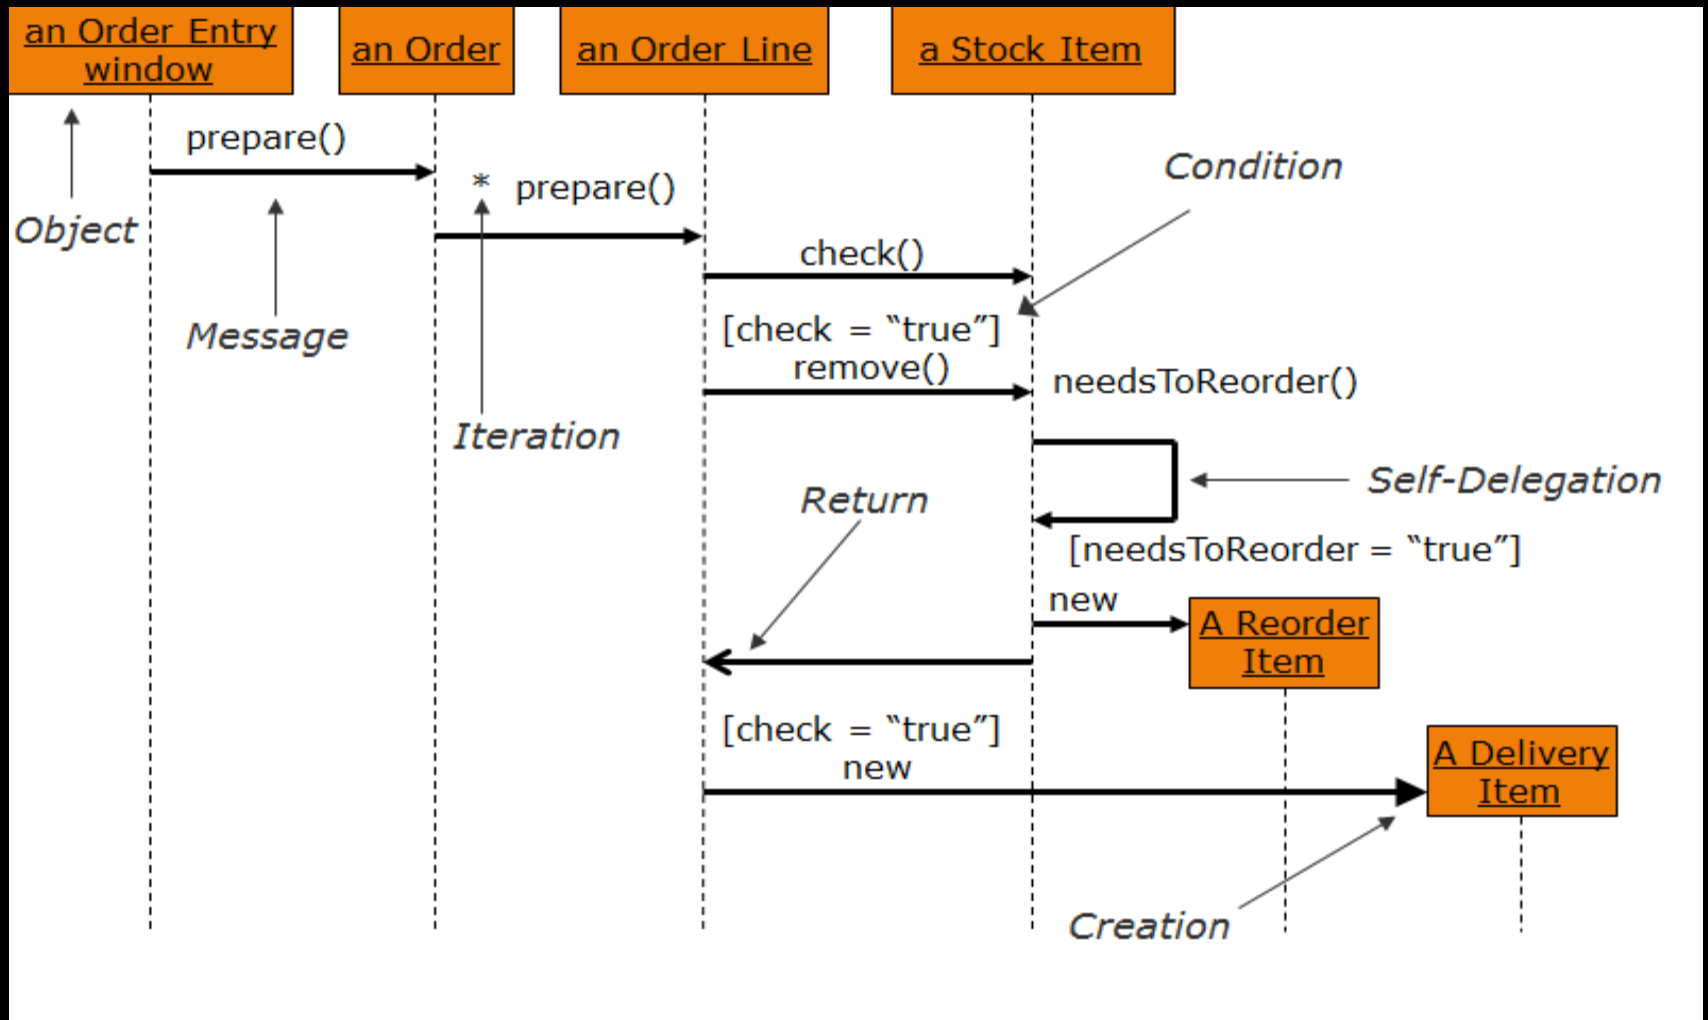 an Order Entry
window
an Order
an Order Line
a Stock Item
prepare()
* prepare()
Condition
Object
check()
Message
[check = “true”]
remove()
needsToReorder()
Iteration
Self-Delegation
Return
[needsToReorder = “true”]
new
A Reorder
Item
[check = “true”]
new
A Delivery
Item
Creation